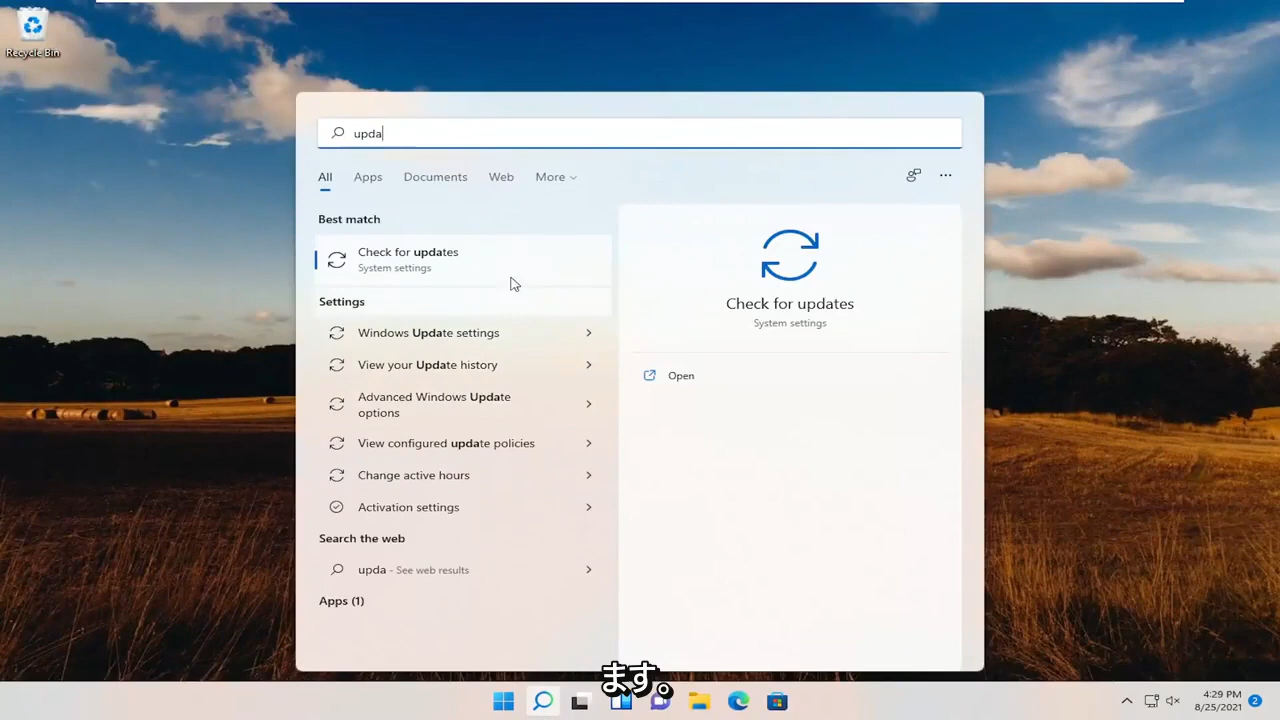 Recycle Bin
upda
All Apps Documents Web More
Best match
Check for updates
System settings
Settings
Windows Update settings
View your Update history
Advanced Windows Update
options
View configured update policies
Change active hours
Activation settings
Search the web
upda - See web results
Apps (1)
Check for updates
System settings
Open
ます。
4:29 PM
8/25/2021
2